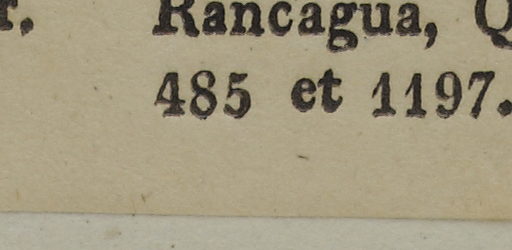 r. Rancagua, Q
485 et 1197.